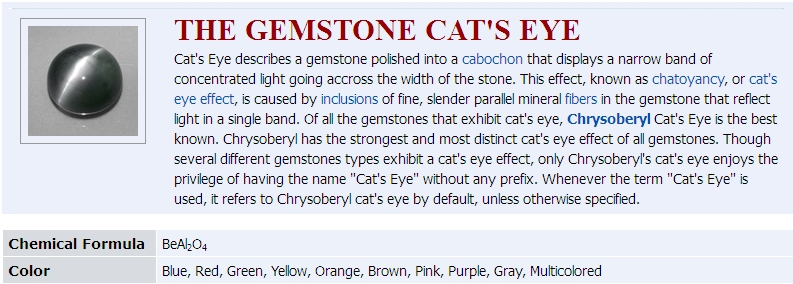 THE GEMSTONE CAT'S EYE
Cat's Eye describes a gemstone polished into a cabochon that displays a narrow band of
concentrated light going accross the width of the stone. This effect, known as chatoyancy, or cat's
eye effect, is caused by inclusions of fine, slender parallel mineral fibers in the gemstone that reflect
light in a single band. Of all the gemstones that exhibit cat's eye, Chrysoberyl Cat's Eye is the best
known. Chrysoberyl has the strongest and most distinct cat's eye effect of all gemstones. Though
several different gemstones types exhibit a cat's eye effect, only Chrysoberyl's cat's eye enjoys the
privilege of having the name "Cat's Eye" without any prefix. Whenever the term "Cat's Eye" is
used, it refers to Chrysoberyl cat's eye by default, unless otherwise specified.
Chemical Formula BeAl₂O₄
Color Blue, Red, Green, Yellow, Orange, Brown, Pink, Purple, Gray, Multicolored